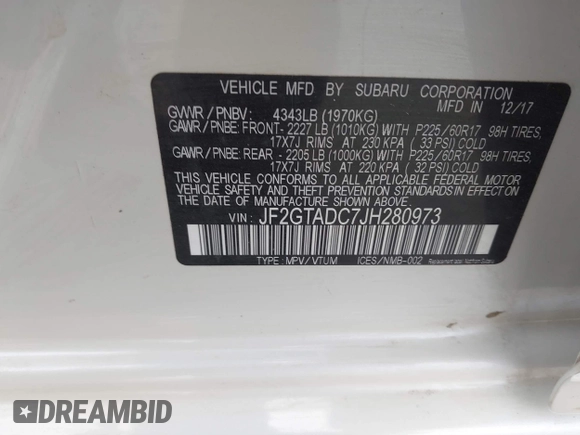 VEHICLE MFD BY SUBARU CORPORATION
MFD IN 12/17
GVWR / PNBV : 4343LB (1970KG)
GAWR / PNBE: FRONT- 2227 LB (1010KG) WITH P225/60R17 98H TIRES,
17X7J RIMS AT 230 KPA ( 33 PSI) COLD
GAWR / PNBE: REAR - 2205 LB (1000KG) WITH P225/60R17 98H TIRES,
17X7J RIMS AT 220 KPA ( 32 PSI) COLD
THIS VEHICLE CONFORMS TO ALL APPLICABLE FEDERAL MOTOR
VEHICLE SAFETY AND THEFT PREVENTION STANDARDS IN EFFECT
ON THE DATE OF MANUFACTURE SHOWN ABOVE.
VIN : JF2GTADC7JH280973
TYPE : MPV/VTUM ICES/NMB-002 Replacement label: Authori Subaru
DREAMBID